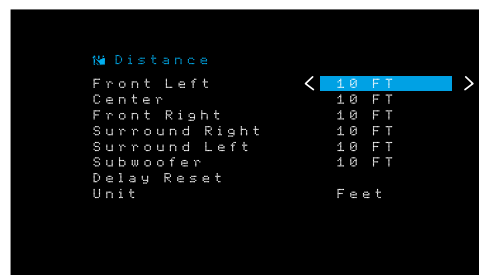 Distance
Front Left < 10 FT >
Center 10 FT
Front Right 10 FT
Surround Right 10 FT
Surround Left 10 FT
Subwoofer 10 FT
Delay Reset
Unit Feet